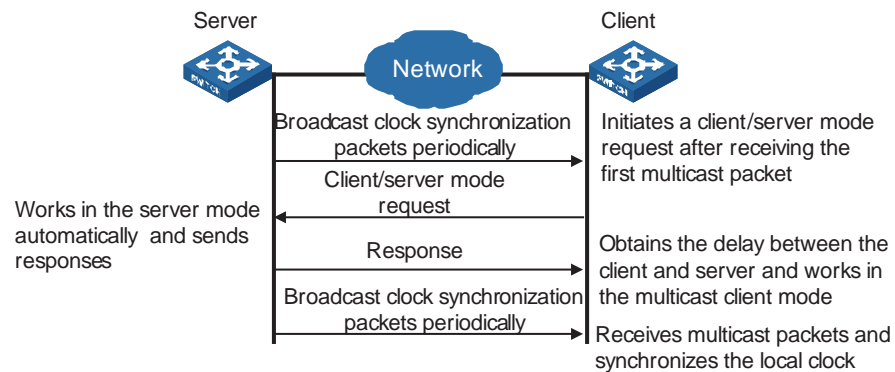 Server
Client
SWITCH
Network
SWITCH
Broadcast clock synchronization
packets periodically
Initiates a client/server mode
request after receiving the
first multicast packet
Client/server mode
request
Works in the server mode
automatically and sends
responses
Response
Obtains the delay between the
client and server and works in
the multicast client mode
Broadcast clock synchronization
packets periodically
Receives multicast packets and
synchronizes the local clock